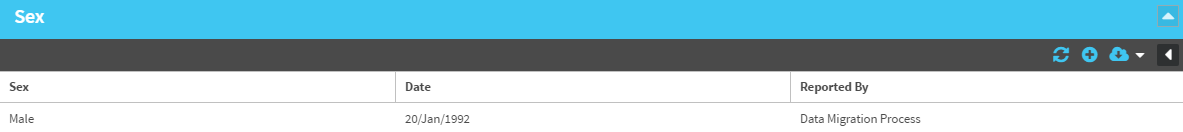 Sex
Sex Date Reported By
Male 20/Jan/1992 Data Migration Process